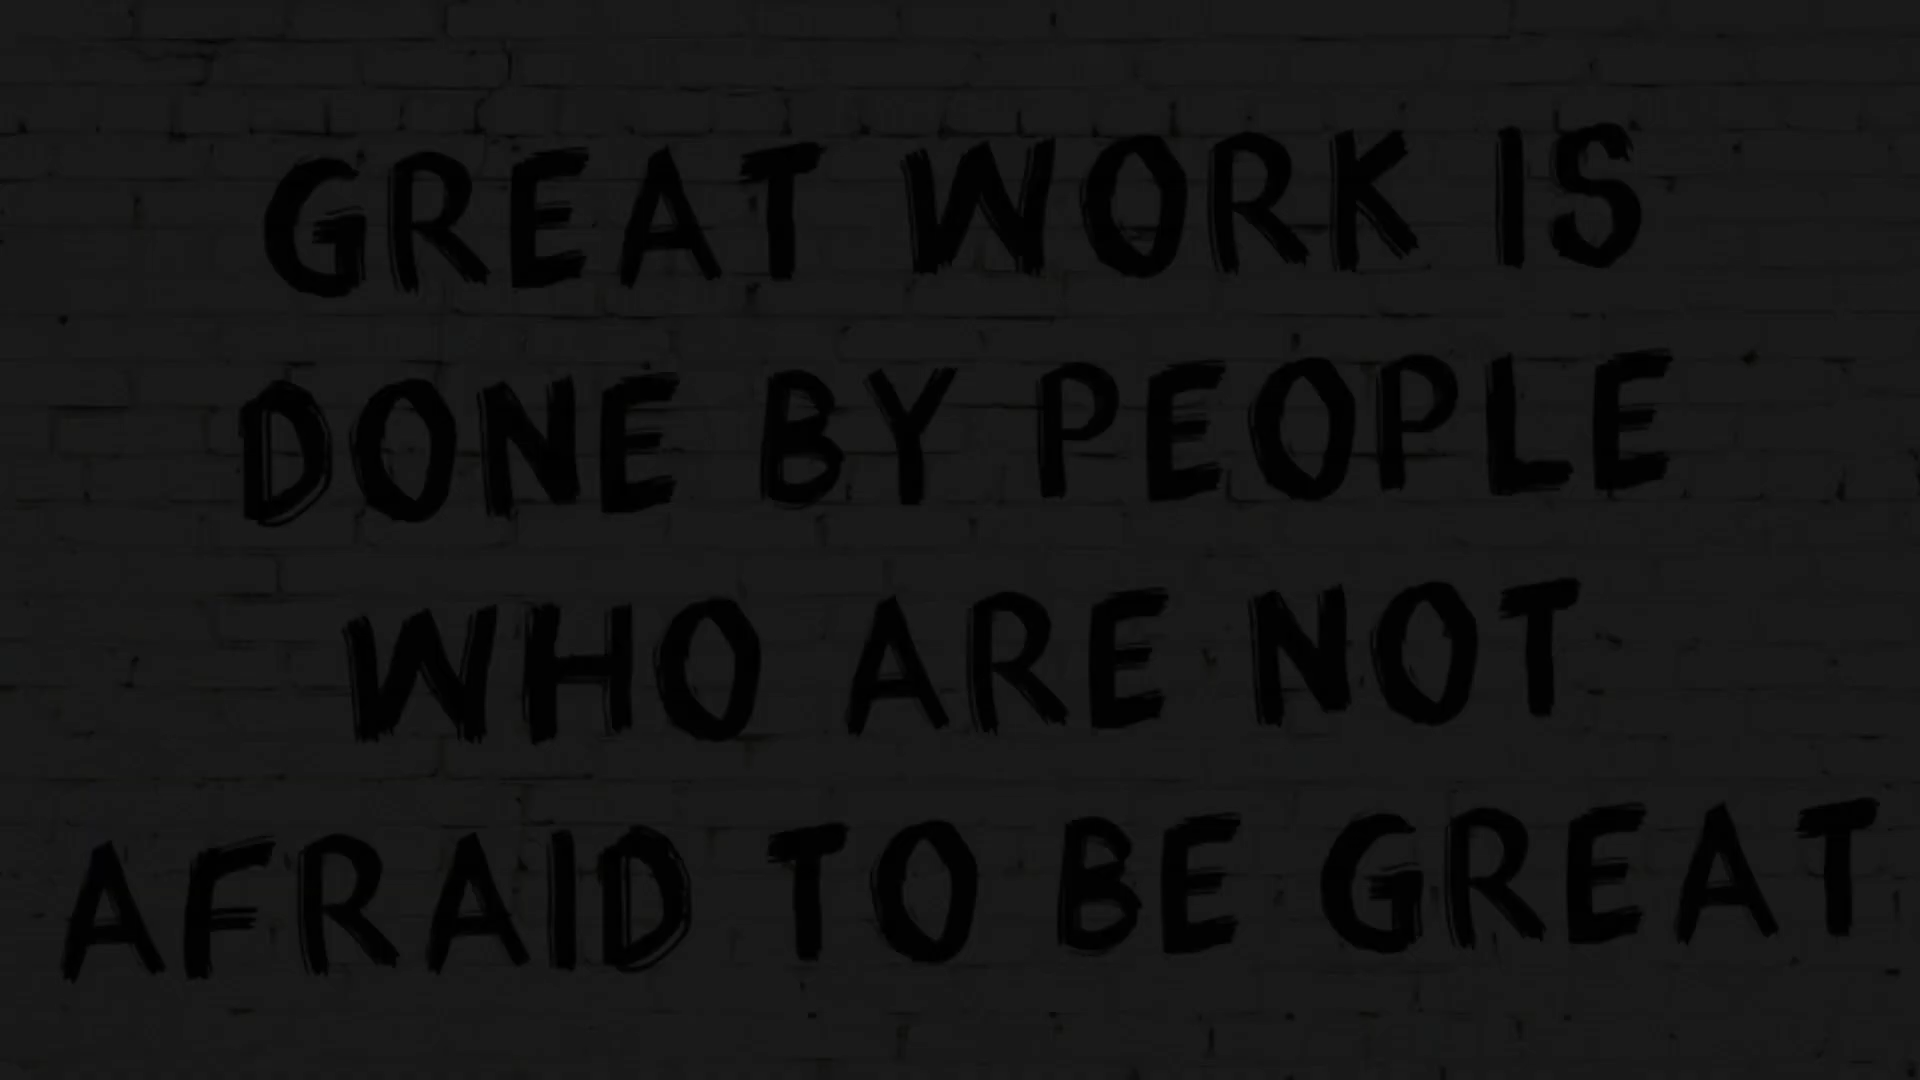 GREAT WORK IS
DONE BY PEOPLE
WHO ARE NOT
AFRAID TO BE GREAT